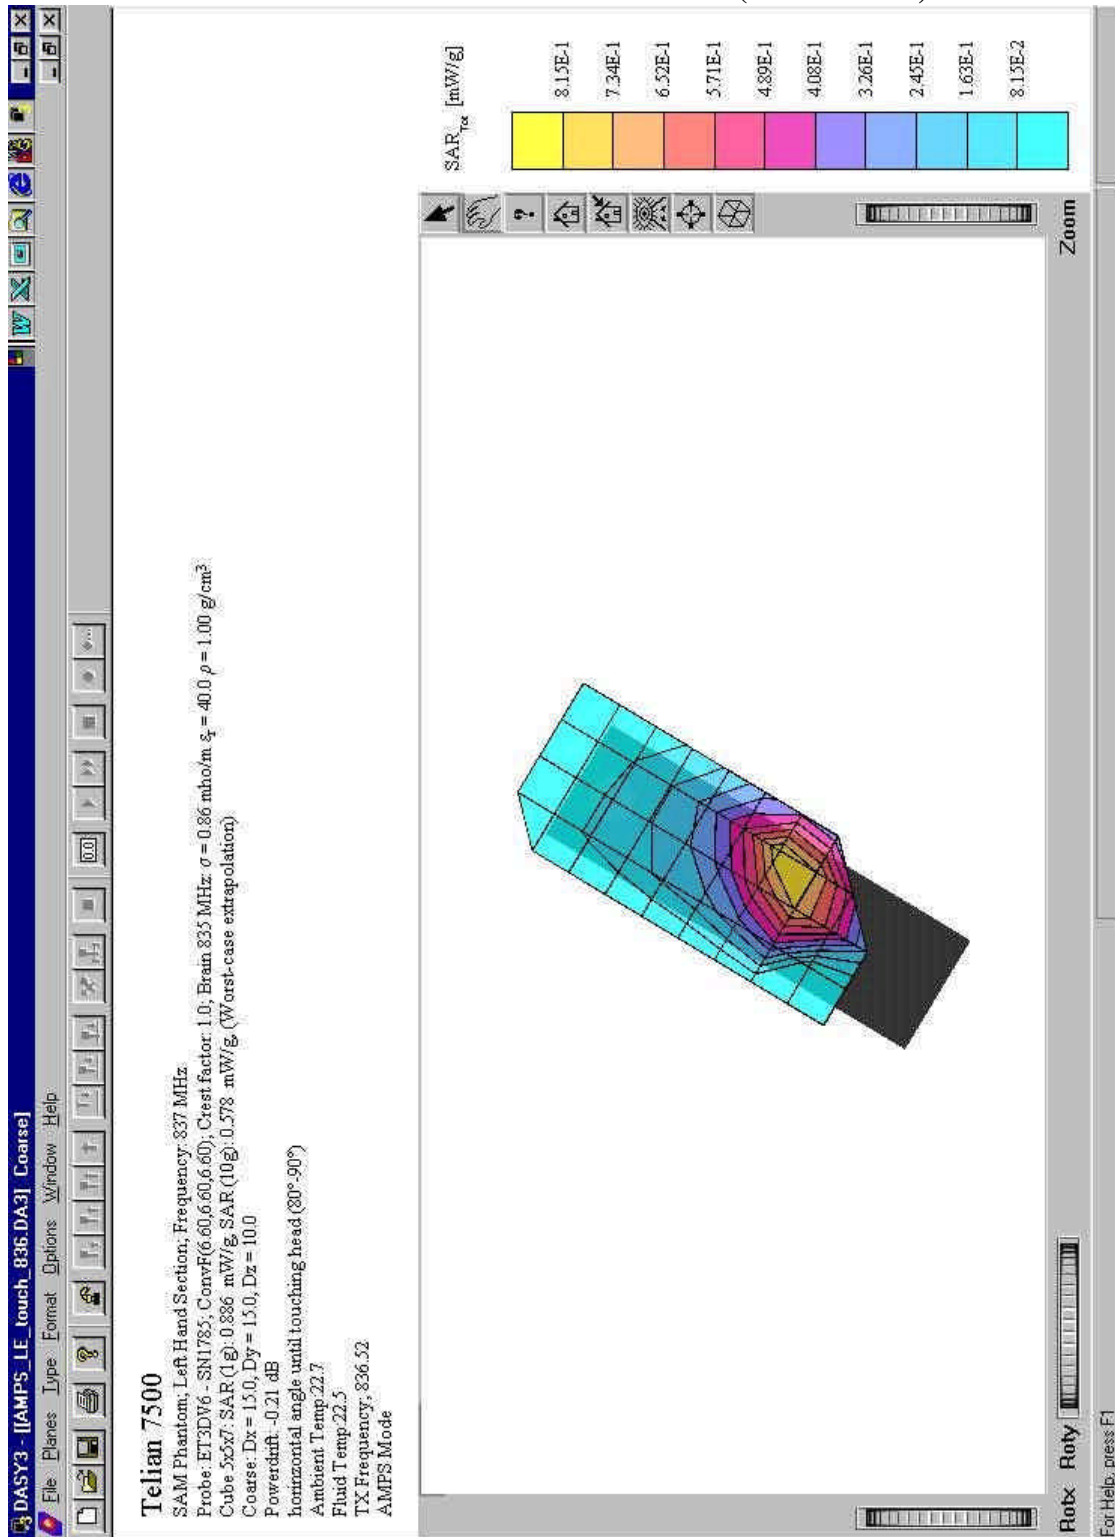 DASY3 - [[AMPS_LE_touch_836.DA3] Coarse]
File Planes Type Format Options Window Help
0.0
Telian 7500
SAM Phantom; Left Hand Section; Frequency: 837 MHz
Probe: ET3DV6 - SN1785; ConvF(6.60,6.60,6.60); Crest factor: 1.0; Brain 835 MHz: σ = 0.86 mho/m εr = 40.0 ρ = 1.00 g/cm³
Cube 5x5x7: SAR (1g): 0.886 mW/g, SAR (10g): 0.578 mW/g, (Worst-case extrapolation)
Coarse: Dx = 15.0, Dy = 15.0, Dz = 10.0
Powerdrift: -0.21 dB
horinzontal angle until touching head (80°-90°)
Ambient Temp:22.7
Fluid Temp:22.5
TX Frequency; 836.52
AMPS Mode
SAR Tot [mW/g]
8.15E-1
7.34E-1
6.52E-1
5.71E-1
4.89E-1
4.08E-1
3.26E-1
2.45E-1
1.63E-1
8.15E-2
Rotx Roty Zoom
For Help, press F1